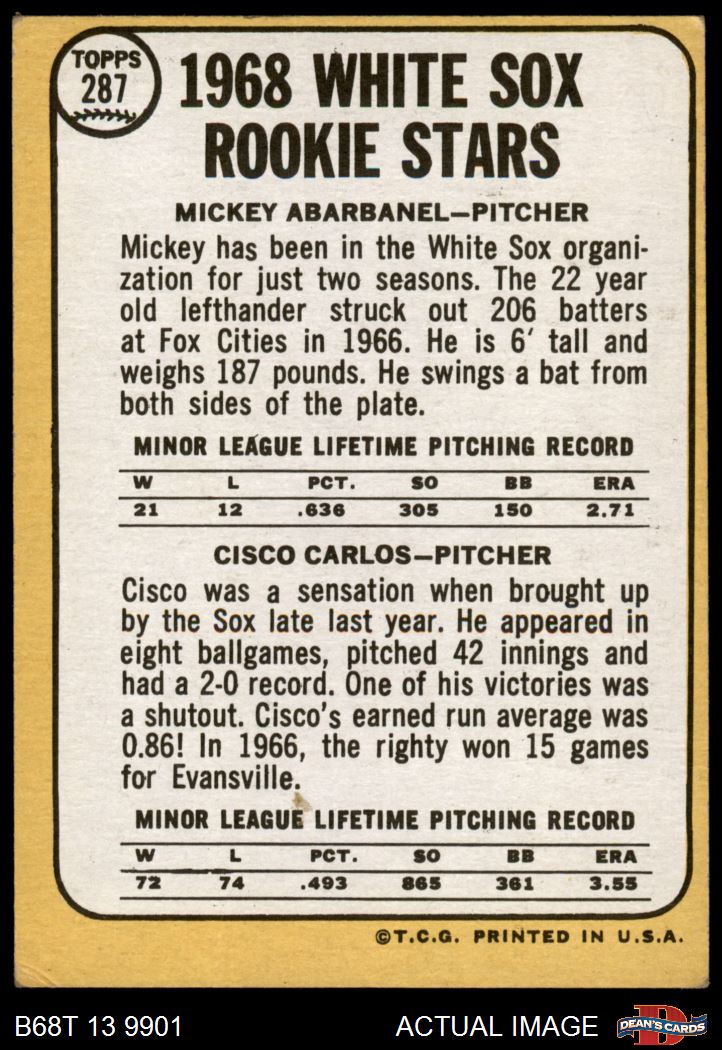 TOPPS
287
1968 WHITE SOX
ROOKIE STARS
MICKEY ABARBANEL—PITCHER
Mickey has been in the White Sox organi-
zation for just two seasons. The 22 year
old lefthander struck out 206 batters
at Fox Cities in 1966. He is 6′ tall and
weighs 187 pounds. He swings a bat from
both sides of the plate.
MINOR LEAGUE LIFETIME PITCHING RECORD
W L PCT. SO BB ERA
21 12 .636 305 150 2.71
CISCO CARLOS—PITCHER
Cisco was a sensation when brought up
by the Sox late last year. He appeared in
eight ballgames, pitched 42 innings and
had a 2-0 record. One of his victories was
a shutout. Cisco's earned run average was
0.86! In 1966, the righty won 15 games
for Evansville.
MINOR LEAGUE LIFETIME PITCHING RECORD
W L PCT. SO BB ERA
72 74 .493 865 361 3.55
©T.C.G. PRINTED IN U.S.A.
B68T 13 9901 ACTUAL IMAGE D DEAN'S CARDS